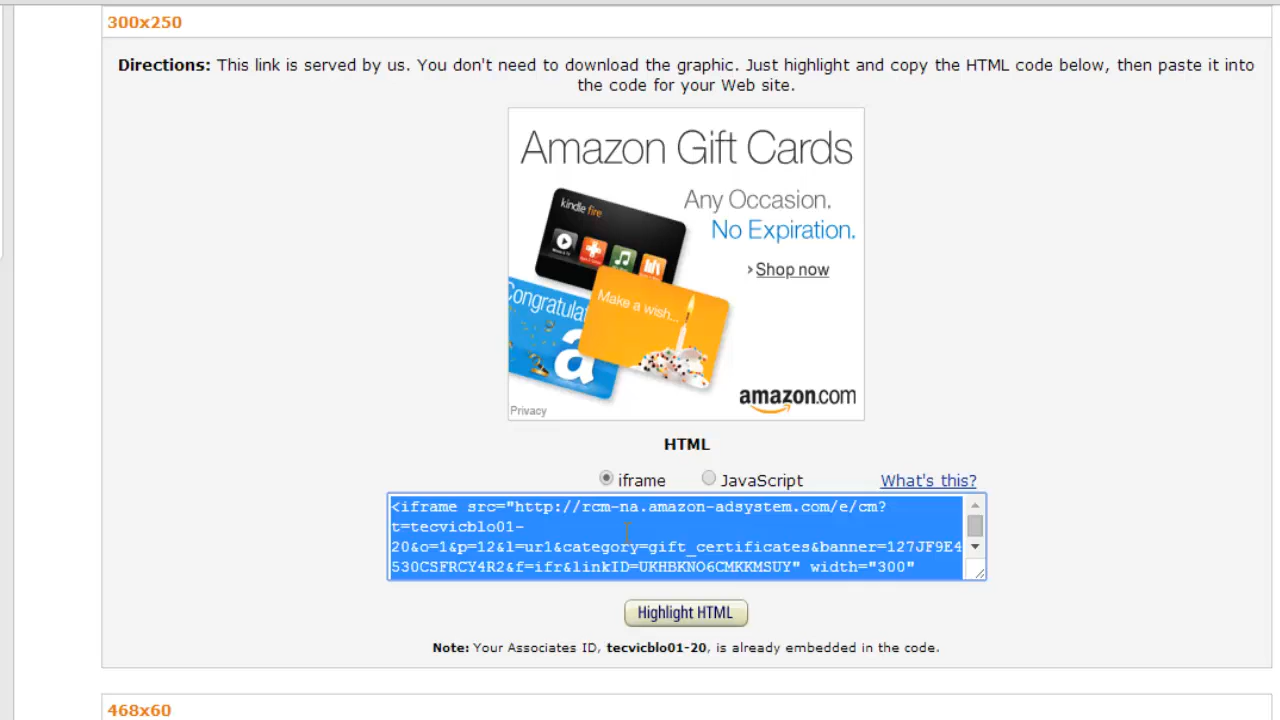 300x250
Directions: This link is served by us. You don't need to download the graphic. Just highlight and copy the HTML code below, then paste it into
the code for your Web site.
Amazon Gift Cards
Any Occasion.
No Expiration.
› Shop now
kindle fire
Congratulat
Make a wish...
a
amazon.com
Privacy
HTML
iframe JavaScript What's this?
<iframe src="http://rcm-na.amazon-adsystem.com/e/cm?
t=tecvicblo01-
20&o=1&p=12&l=ur1&category=gift_certificates&banner=127JF9E4
530CSFRCY4R2&f=ifr&linkID=UKHBKNO6CMKKMSUY" width="300"
Highlight HTML
Note: Your Associates ID, tecvicblo01-20, is already embedded in the code.
468x60